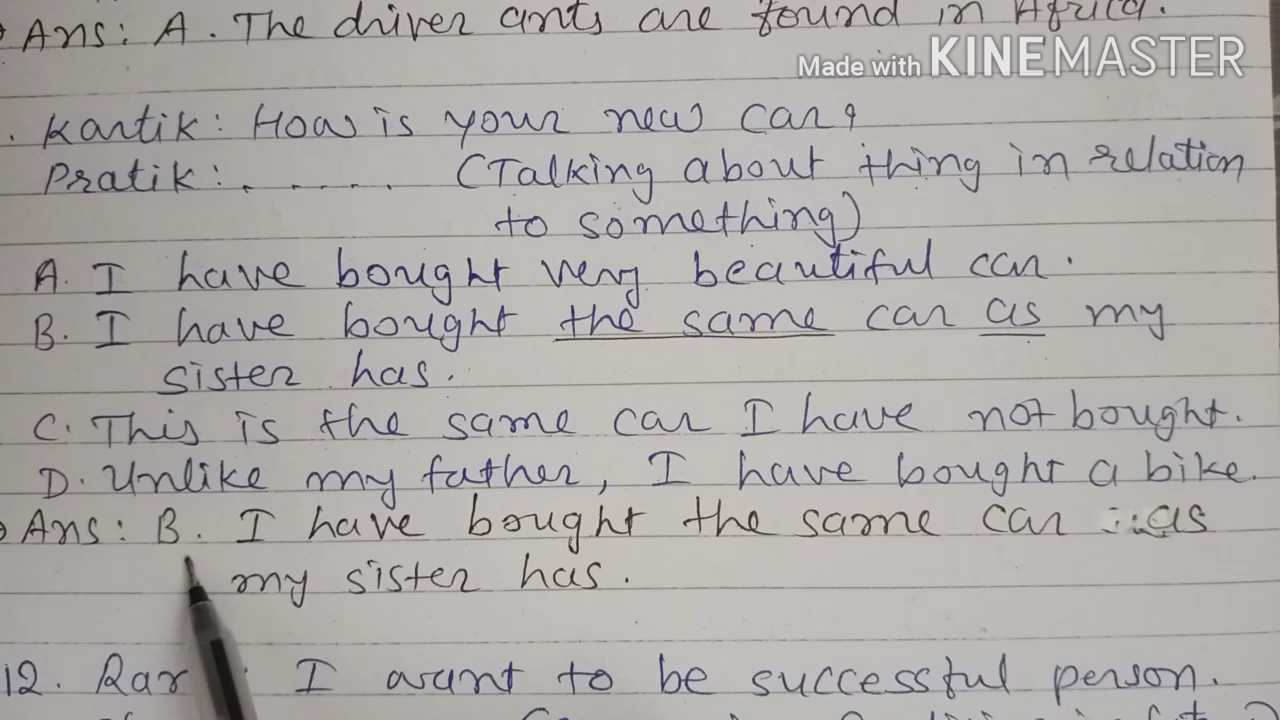 Ans: A. The driver ants are found in Africa.
Made with KINEMASTER
Kartik: How is your new car?
Pratik: . . . . . . (Talking about thing in relation
to something)
A. I have bought very beautiful car.
B. I have bought the same car as my
sister has.
C. This is the same car I have not bought.
D. Unlike my father, I have bought a bike.
Ans: B. I have bought the same car as
my sister has.
12. : I want to be successful person.